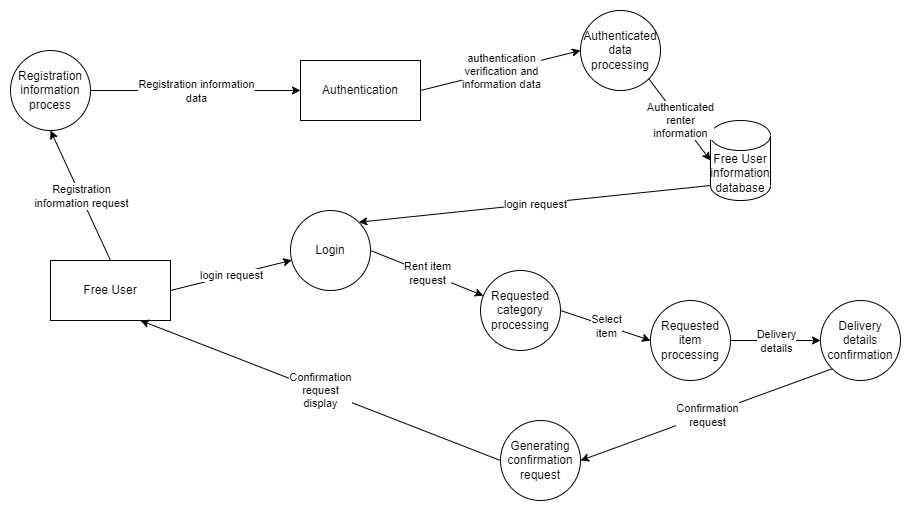 Registration
information
process
Registration information
data
Authentication
authentication
verification and
information data
Authenticated
data
processing
Authenticated
renter
information
Free User
information
database
Registration
information request
login request
Login
login request
Free User
Rent item
request
Requested
category
processing
Select
item
Requested
item
processing
Delivery
details
Delivery
details
confirmation
Confirmation
request
display
Confirmation
request
Generating
confirmation
request